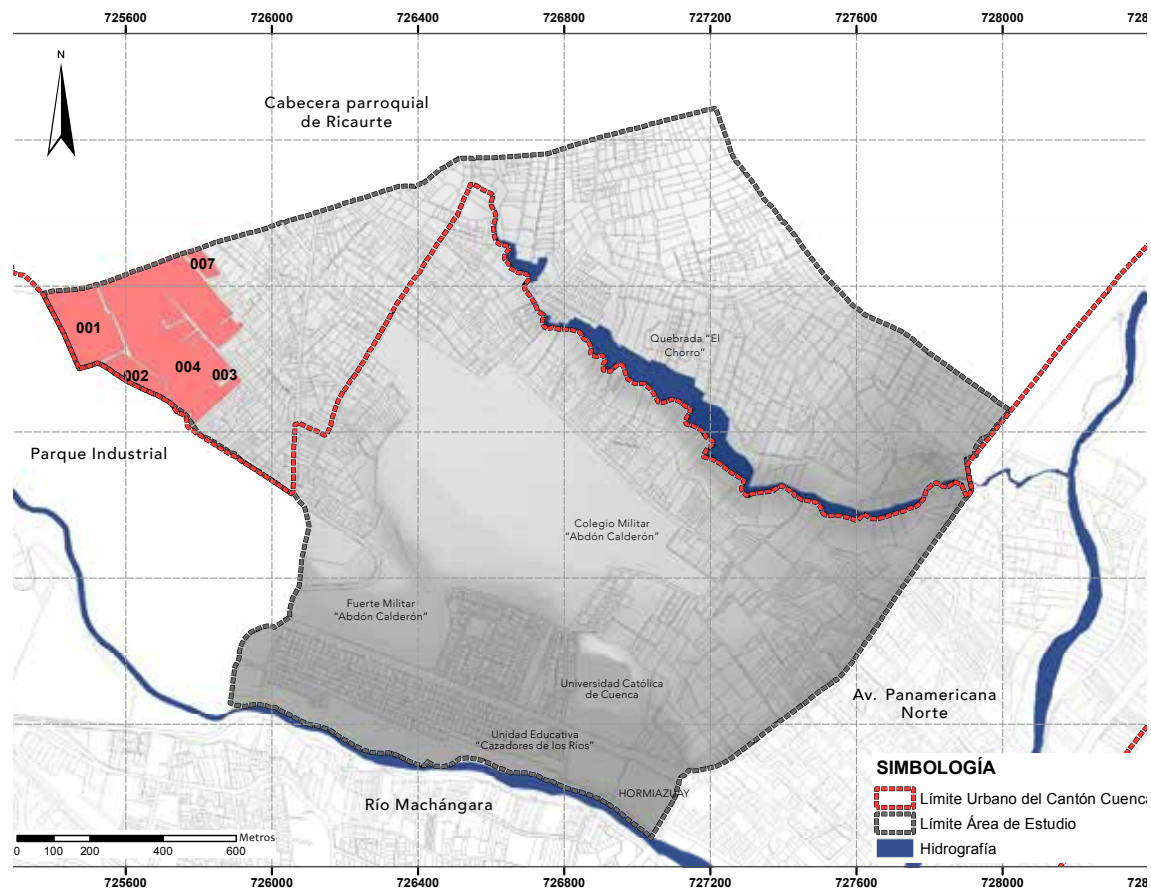 725600 726000 726400 726800 727200 727600 728000 728
N
Cabecera parroquial
de Ricaurte
007
001
Quebrada “El
Chorro”
004
003
002
Parque Industrial
Colegio Militar
“Abdón Calderón”
Fuerte Militar
“Abdón Calderón”
Universidad Católica
de Cuenca
Av. Panamericana
Norte
Unidad Educativa
“Cazadores de los Ríos”
HORMIAZUAY
Río Machángara
SIMBOLOGÍA
Límite Urbano del Cantón Cuenca
Límite Área de Estudio
Hidrografía
Metros
0 100 200 400 600
725600 726000 726400 726800 727200 727600 728000 728